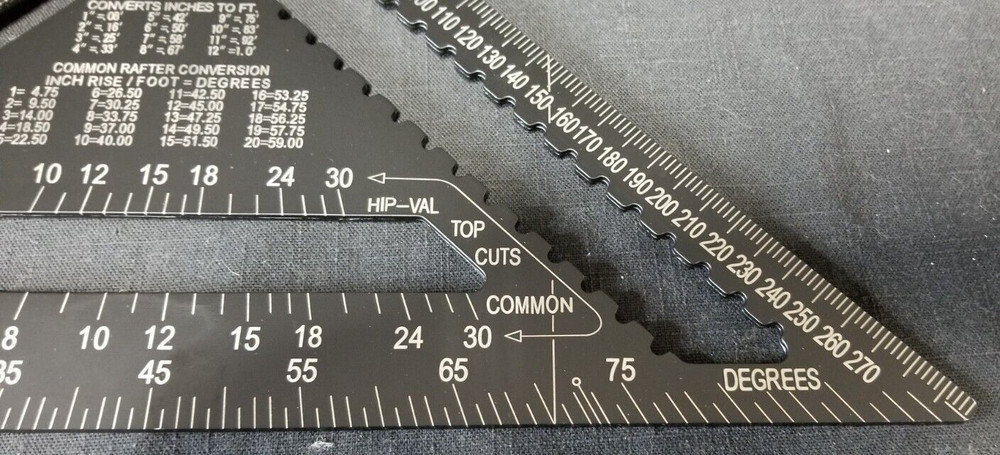 CONVERTS INCHES TO FT.
1"=.08' 5"=.42' 9"=.75'
2"=.16' 6"=.50' 10"=.83'
3"=.25' 7"=.58' 11"=.92'
4"=.33' 8"=.67' 12"=1.0'
COMMON RAFTER CONVERSION
INCH RISE / FOOT = DEGREES
1= 4.75 6=26.50 11=42.50 16=53.25
2= 9.50 7=30.25 12=45.00 17=54.75
3=14.00 8=33.75 13=47.25 18=56.25
4=18.50 9=37.00 14=49.50 19=57.75
5=22.50 10=40.00 15=51.50 20=59.00
10 12 15 18 24 30
HIP-VAL
TOP
CUTS
COMMON
8 10 12 15 18 24 30
35 45 55 65 75
DEGREES
110 120 130 140 150 160 170 180 190 200 210 220 230 240 250 260 270